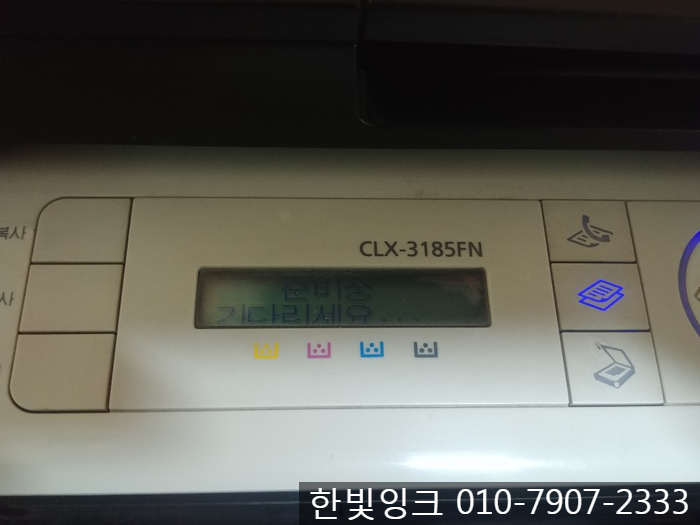 복사
사
CLX-3185FN
준비중
기다리세요...
한빛잉크 010-7907-2333